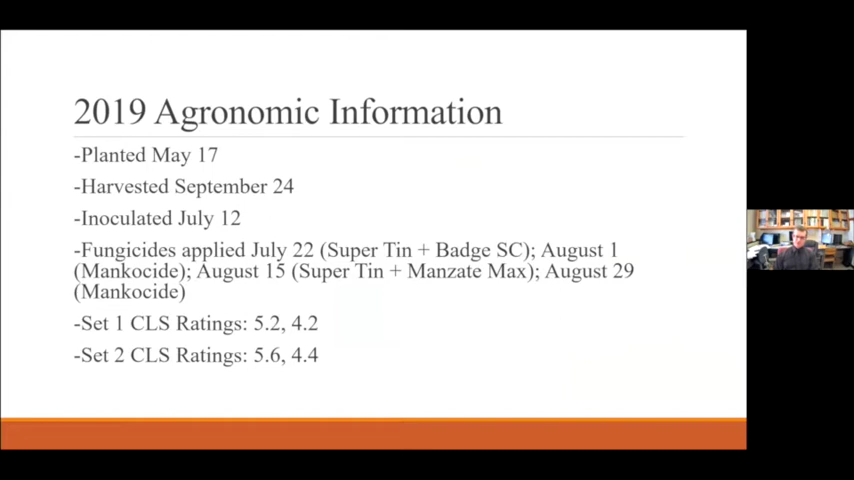 2019 Agronomic Information
-Planted May 17
-Harvested September 24
-Inoculated July 12
-Fungicides applied July 22 (Super Tin + Badge SC); August 1
(Mankocide); August 15 (Super Tin + Manzate Max); August 29
(Mankocide)
-Set 1 CLS Ratings: 5.2, 4.2
-Set 2 CLS Ratings: 5.6, 4.4